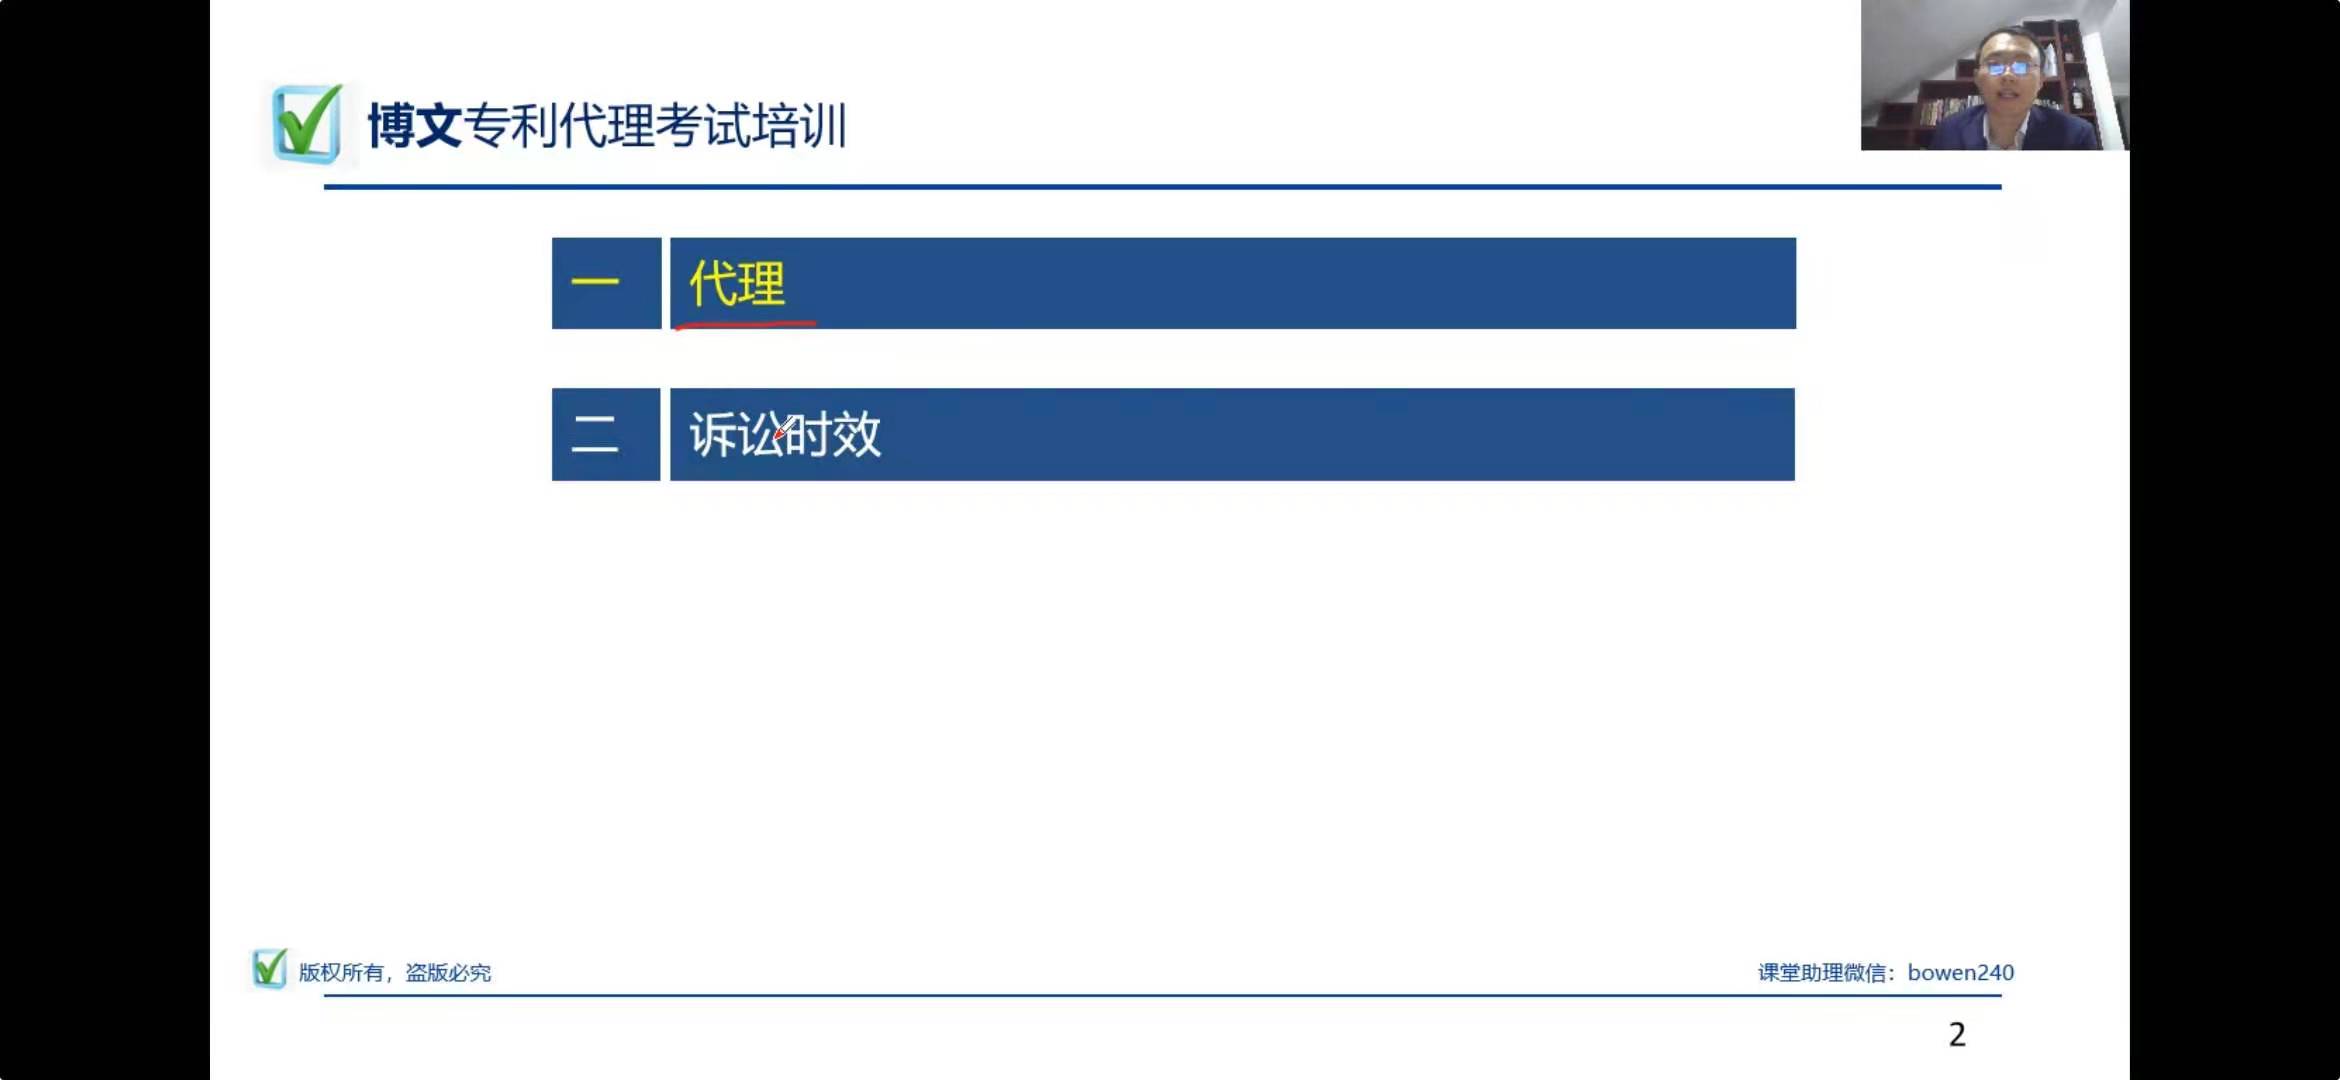 博文专利代理考试培训
一 代理
二 诉讼时效
版权所有，盗版必究
课堂助理微信：bowen240
2